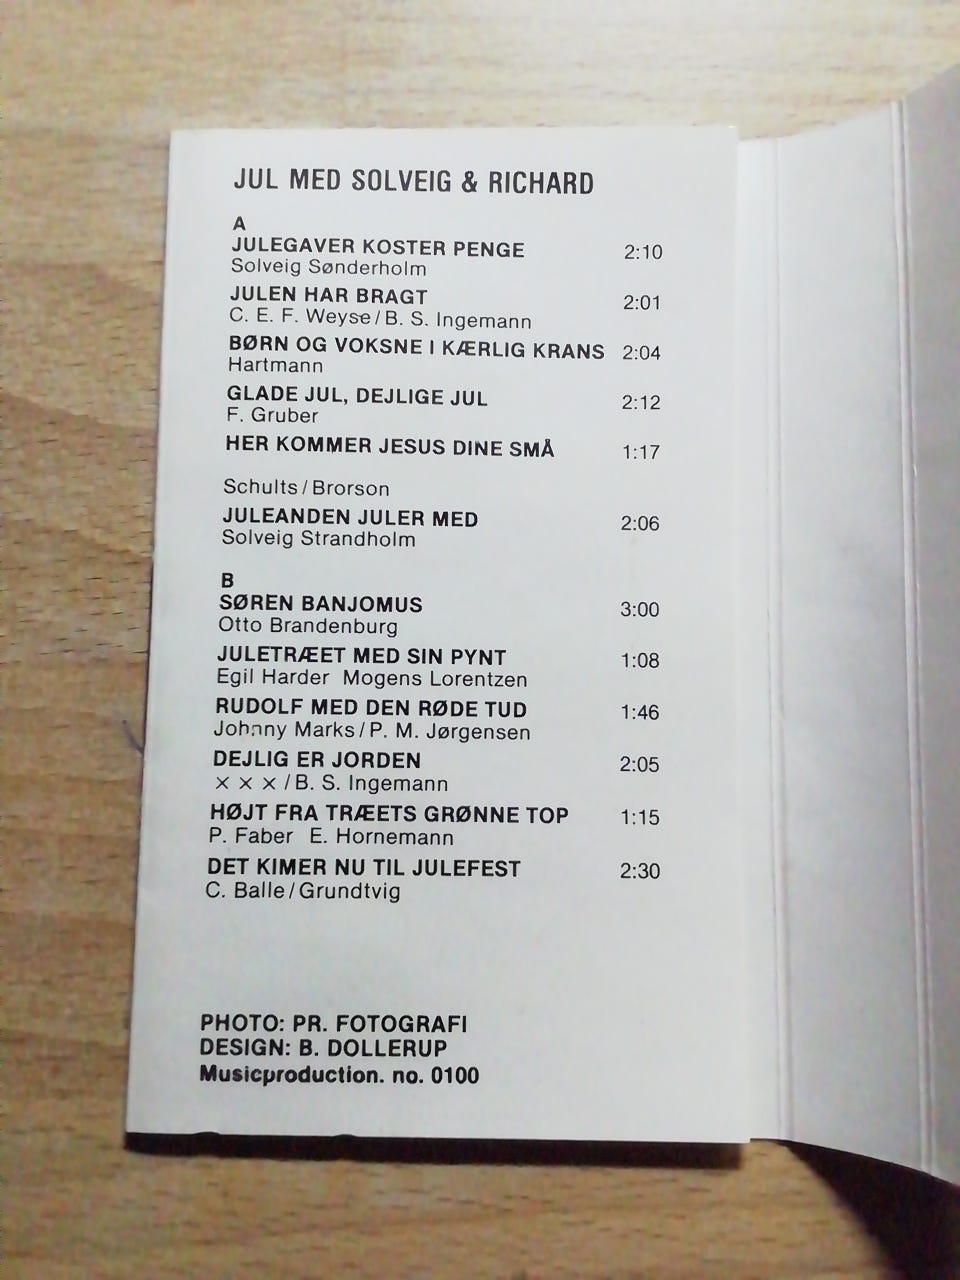 JUL MED SOLVEIG & RICHARD
A
JULEGAVER KOSTER PENGE 2:10
Solveig Sønderholm
JULEN HAR BRAGT 2:01
C. E. F. Weyse/B. S. Ingemann
BØRN OG VOKSNE I KÆRLIG KRANS 2:04
Hartmann
GLADE JUL, DEJLIGE JUL 2:12
F. Gruber
HER KOMMER JESUS DINE SMÅ 1:17
Schults/Brorson
JULEANDEN JULER MED 2:06
Solveig Strandholm
B
SØREN BANJOMUS 3:00
Otto Brandenburg
JULETRÆET MED SIN PYNT 1:08
Egil Harder Mogens Lorentzen
RUDOLF MED DEN RØDE TUD 1:46
Johnny Marks/P. M. Jørgensen
DEJLIG ER JORDEN 2:05
× × ×/B. S. Ingemann
HØJT FRA TRÆETS GRØNNE TOP 1:15
P. Faber E. Hornemann
DET KIMER NU TIL JULEFEST 2:30
C. Balle/Grundtvig
PHOTO: PR. FOTOGRAFI
DESIGN: B. DOLLERUP
Musicproduction. no. 0100